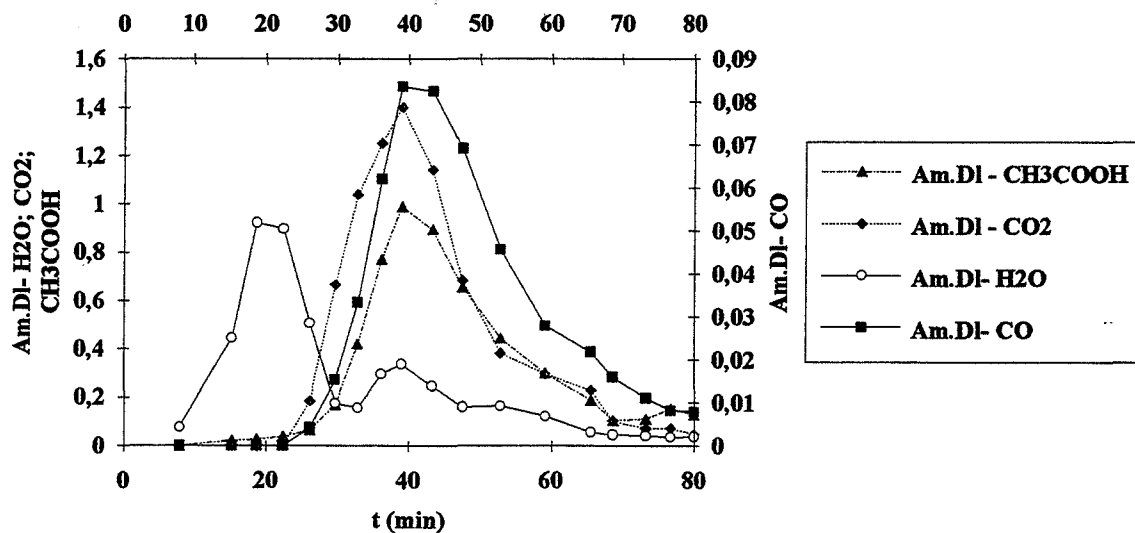 0 10 20 30 40 50 60 70 80
1,6
1,4
1,2
1
0,8
0,6
0,4
0,2
0
Am.Dl- H2O; CO2;
CH3COOH
0,09
0,08
0,07
0,06
0,05
0,04
0,03
0,02
0,01
0
Am.Dl- CO
0 20 40 60 80
t (min)
Am.Dl - CH3COOH
Am.Dl - CO2
Am.Dl- H2O
Am.Dl- CO